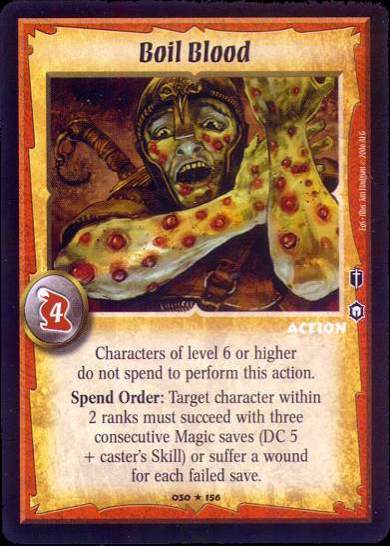 Boil Blood
ACTION
4
Characters of level 6 or higher
do not spend to perform this action.
Spend Order: Target character within
2 ranks must succeed with three
consecutive Magic saves (DC 5
+ caster's Skill) or suffer a wound
for each failed save.
030 ★ 156